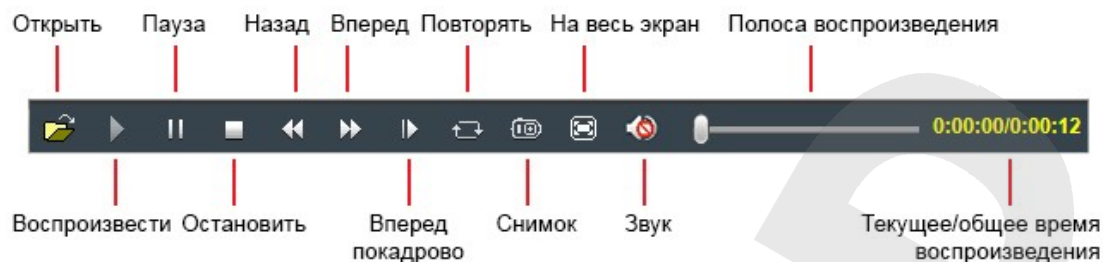 Открыть Пауза Назад Вперед Повторять На весь экран Полоса воспроизведения
0:00:00/0:00:12
Воспроизвести Остановить Вперед покадрово Снимок Звук Текущее/общее время воспроизведения